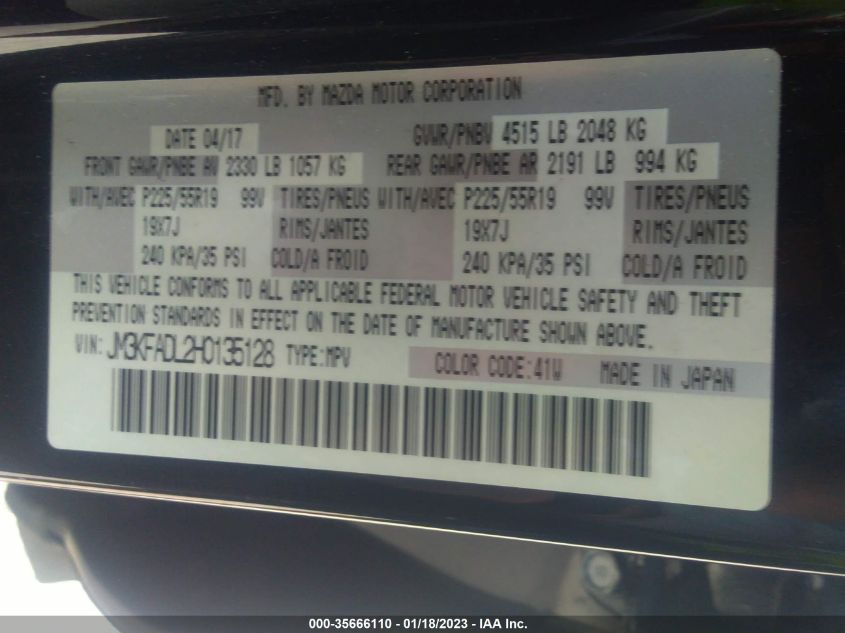 MFD. BY MAZDA MOTOR CORPORATION
DATE 04/17 GVWR/PNBV 4515 LB 2048 KG
FRONT GAWR/PNBE AV 2330 LB 1057 KG REAR GAWR/PNBE AR 2191 LB 994 KG
WITH/AVEC P225/55R19 99V TIRES/PNEUS WITH/AVEC P225/55R19 99V TIRES/PNEUS
19X7J RIMS/JANTES 19X7J RIMS/JANTES
240 KPA/35 PSI COLD/A FROID 240 KPA/35 PSI COLD/A FROID
THIS VEHICLE CONFORMS TO ALL APPLICABLE FEDERAL MOTOR VEHICLE SAFETY AND THEFT
PREVENTION STANDARDS IN EFFECT ON THE DATE OF MANUFACTURE SHOWN ABOVE.
VIN: JM3KFADL2H0135128 TYPE:MPV COLOR CODE:41W MADE IN JAPAN
000-35666110 - 01/18/2023 - IAA Inc.